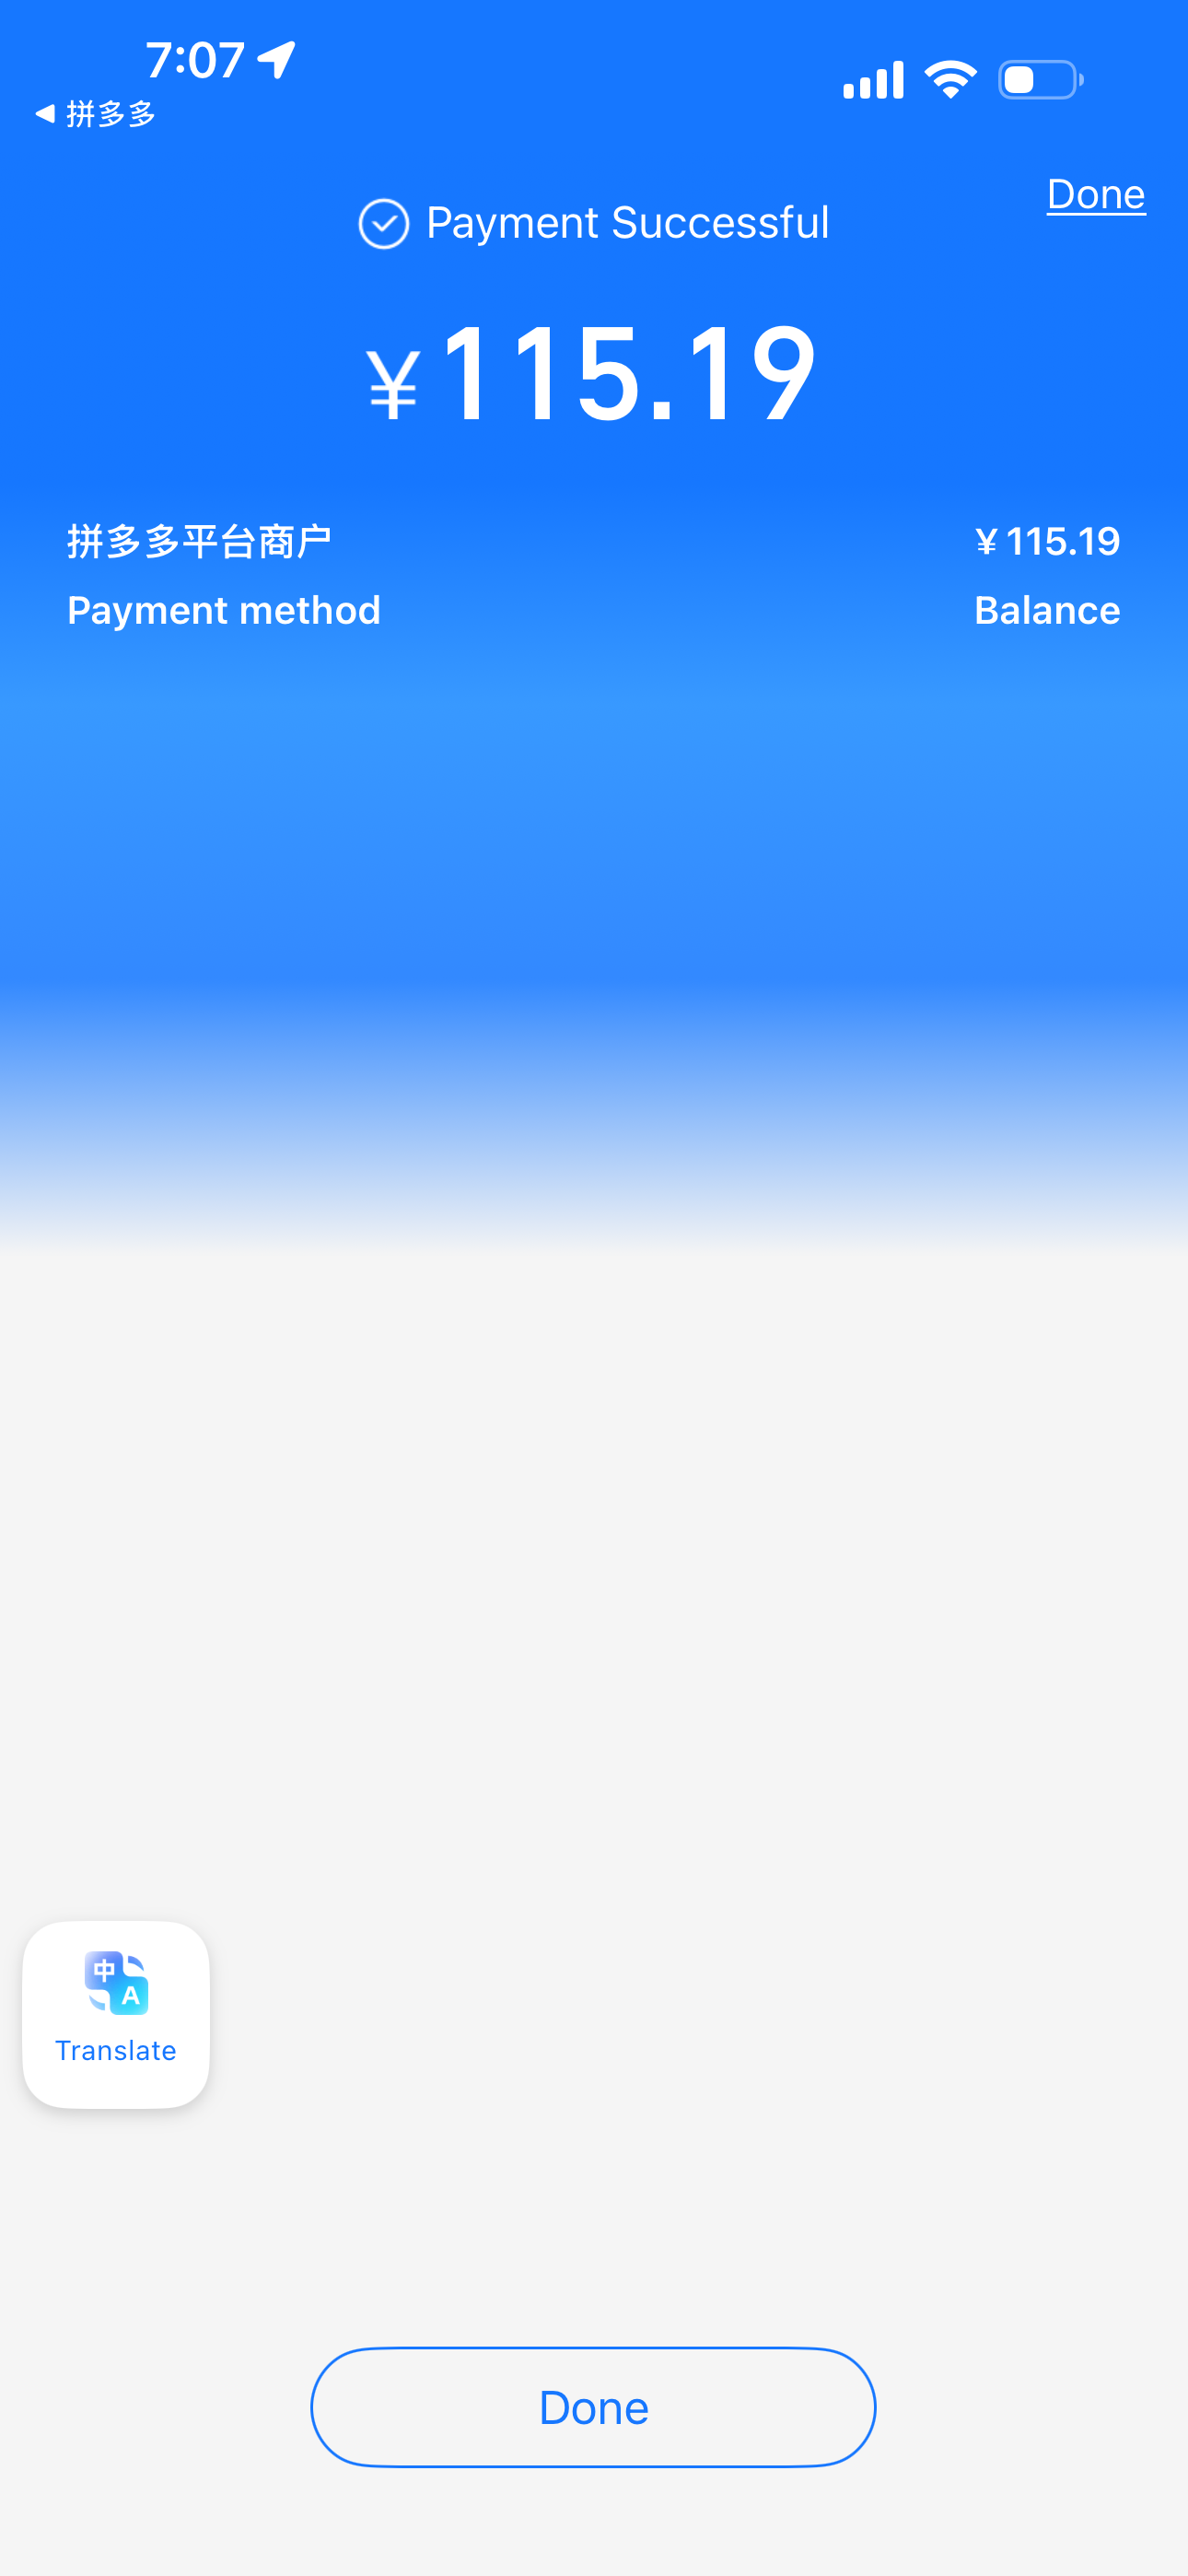 7:07
拼多多
Done
Payment Successful
¥115.19
拼多多平台商户 ¥115.19
Payment method Balance
中
A
Translate
Done